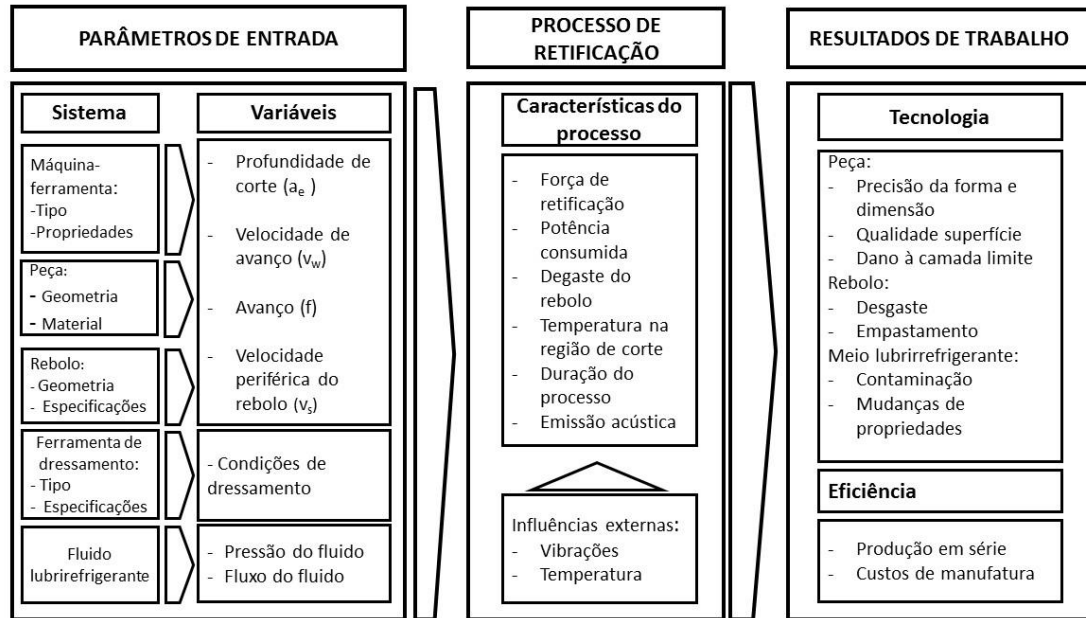 PARÂMETROS DE ENTRADA
Sistema
Máquina-
ferramenta:
-Tipo
-Propriedades
Peça:
- Geometria
- Material
Rebolo:
- Geometria
- Especificações
Ferramenta de
dressamento:
- Tipo
- Especificações
Fluido
lubrirefrigerante
Variáveis
- Profundidade de
corte (aₑ )
- Velocidade de
avanço (v_w)
- Avanço (f)
- Velocidade
periférica do
rebolo (vₛ)
- Condições de
dressamento
- Pressão do fluido
- Fluxo do fluido
PROCESSO DE
RETIFICAÇÃO
Características do
processo
- Força de
retificação
- Potência
consumida
- Degaste do
rebolo
- Temperatura na
região de corte
- Duração do
processo
- Emissão acústica
Influências externas:
- Vibrações
- Temperatura
RESULTADOS DE TRABALHO
Tecnologia
Peça:
- Precisão da forma e
dimensão
- Qualidade superfície
- Dano à camada limite
Rebolo:
- Desgaste
- Empastamento
Meio lubrirrefrigerante:
- Contaminação
- Mudanças de
propriedades
Eficiência
- Produção em série
- Custos de manufatura